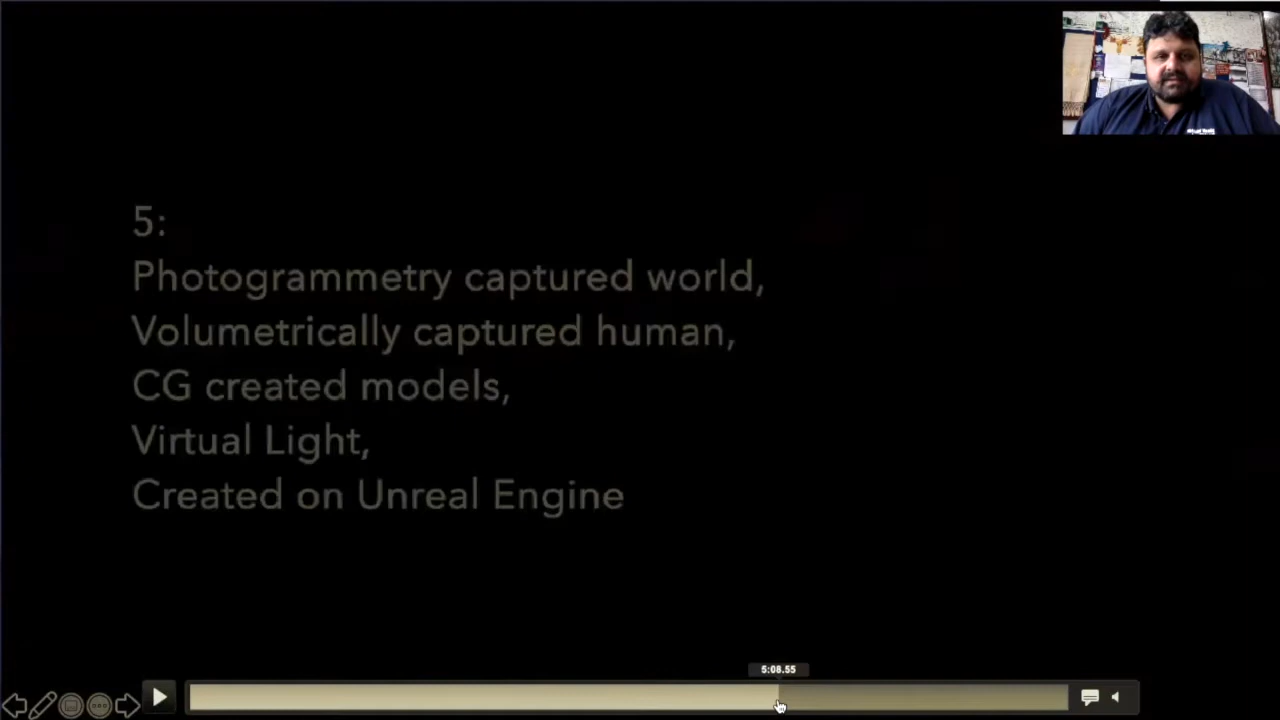 5:
Photogrammetry captured world,
Volumetrically captured human,
CG created models,
Virtual Light,
Created on Unreal Engine
5:08.55